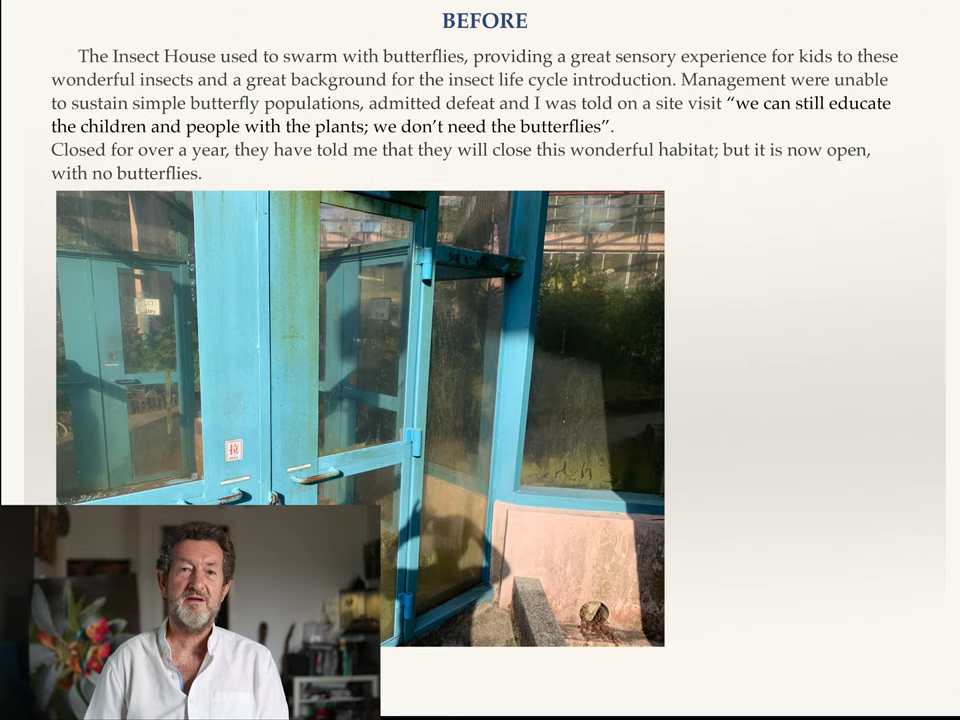 BEFORE
The Insect House used to swarm with butterflies, providing a great sensory experience for kids to these
wonderful insects and a great background for the insect life cycle introduction. Management were unable
to sustain simple butterfly populations, admitted defeat and I was told on a site visit “we can still educate
the children and people with the plants; we don’t need the butterflies”.
Closed for over a year, they have told me that they will close this wonderful habitat; but it is now open,
with no butterflies.
拉